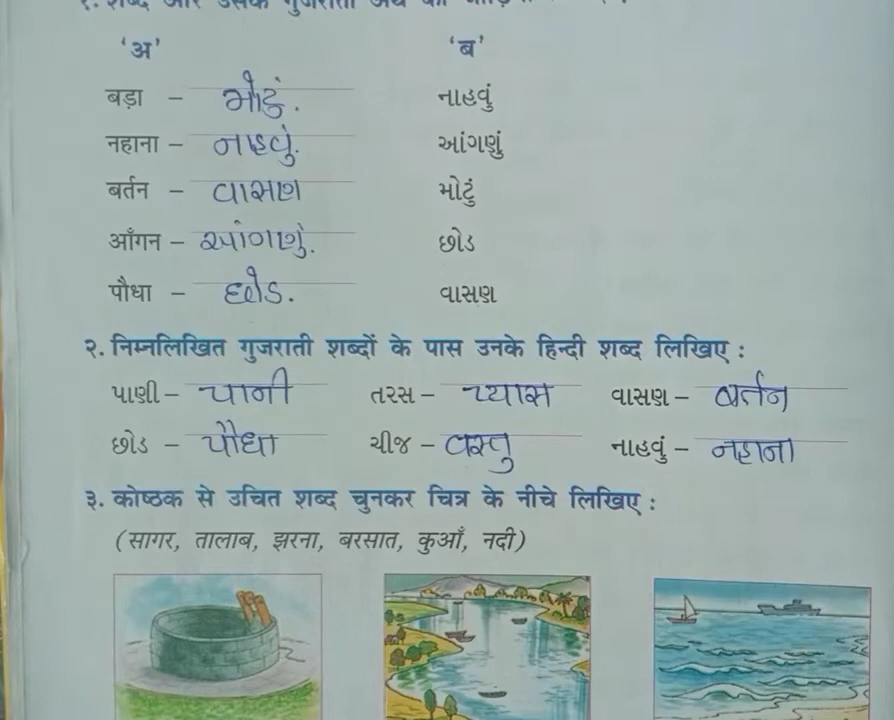 'अ' 'ब'
बड़ा – મોટું. નાહવું
नहाना – નાહવું. આંગણું
बर्तन – વાસણ મોટું
आँगन – આંગણું. છોડ
पौधा – છોડ. વાસણ
२. निम्नलिखित गुजराती शब्दों के पास उनके हिन्दी शब्द लिखिए :
પાણી – पानी તરસ – प्यास વાસણ – बर्तन
છોડ – पौधा ચીજ – वस्तु નાહવું – नहाना
३. कोष्ठक से उचित शब्द चुनकर चित्र के नीचे लिखिए :
(सागर, तालाब, झरना, बरसात, कुआँ, नदी)